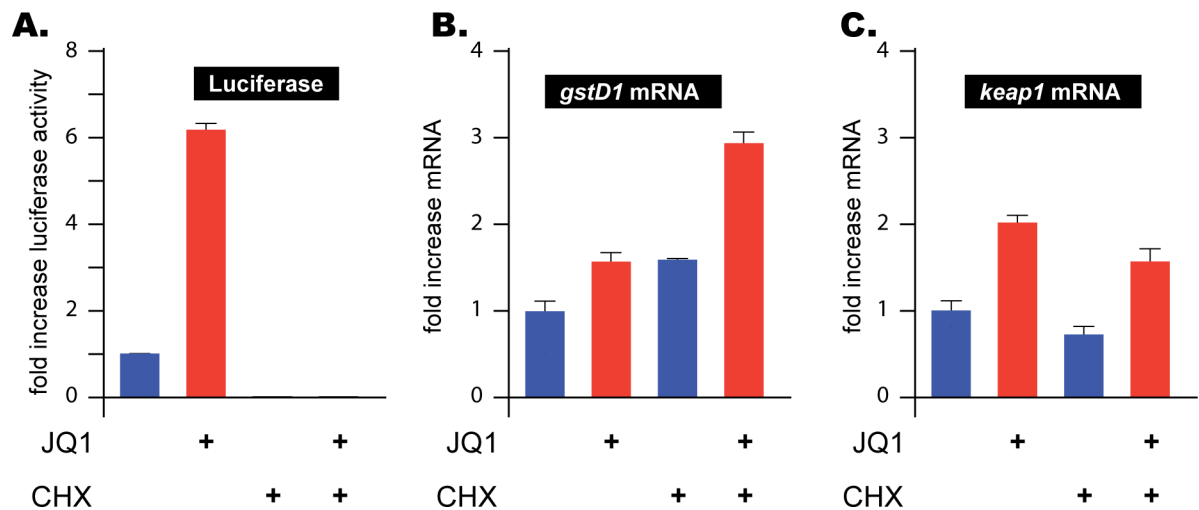 A.
fold increase luciferase activity
8
6
4
2
0
Luciferase
B.
fold increase mRNA
4
3
2
1
0
gstD1 mRNA
C.
fold increase mRNA
4
3
2
1
0
keap1 mRNA
JQ1 + + + + + +
CHX + + + + + +